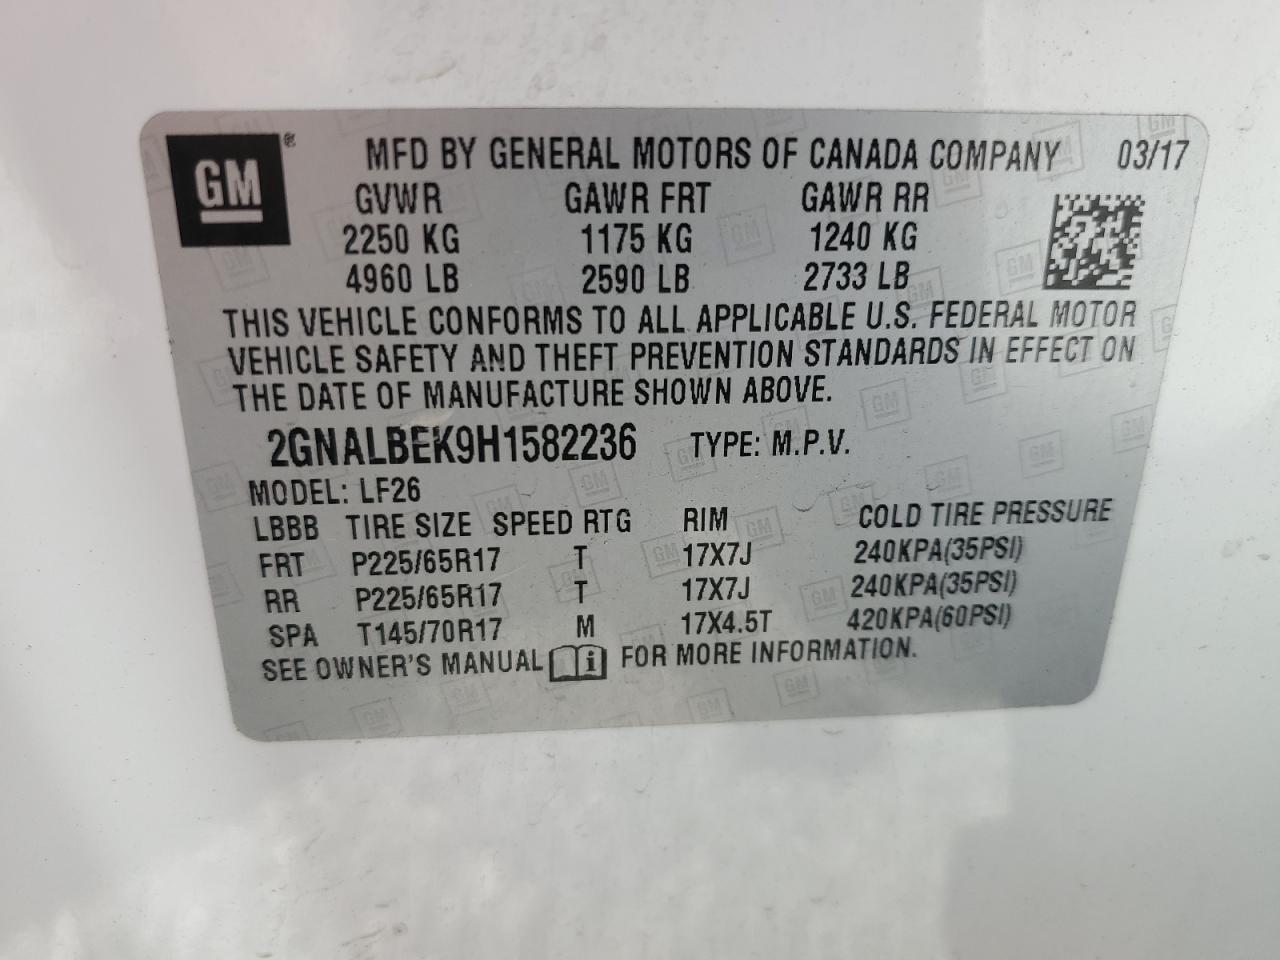 GM ® MFD BY GENERAL MOTORS OF CANADA COMPANY 03/17
GVWR GAWR FRT GAWR RR
2250 KG 1175 KG 1240 KG
4960 LB 2590 LB 2733 LB
THIS VEHICLE CONFORMS TO ALL APPLICABLE U.S. FEDERAL MOTOR
VEHICLE SAFETY AND THEFT PREVENTION STANDARDS IN EFFECT ON
THE DATE OF MANUFACTURE SHOWN ABOVE.
2GNALBEK9H1582236 TYPE: M.P.V.
MODEL: LF26
LBBB TIRE SIZE SPEED RTG RIM COLD TIRE PRESSURE
FRT P225/65R17 T 17X7J 240KPA(35PSI)
RR P225/65R17 T 17X7J 240KPA(35PSI)
SPA T145/70R17 M 17X4.5T 420KPA(60PSI)
SEE OWNER'S MANUAL i FOR MORE INFORMATION.